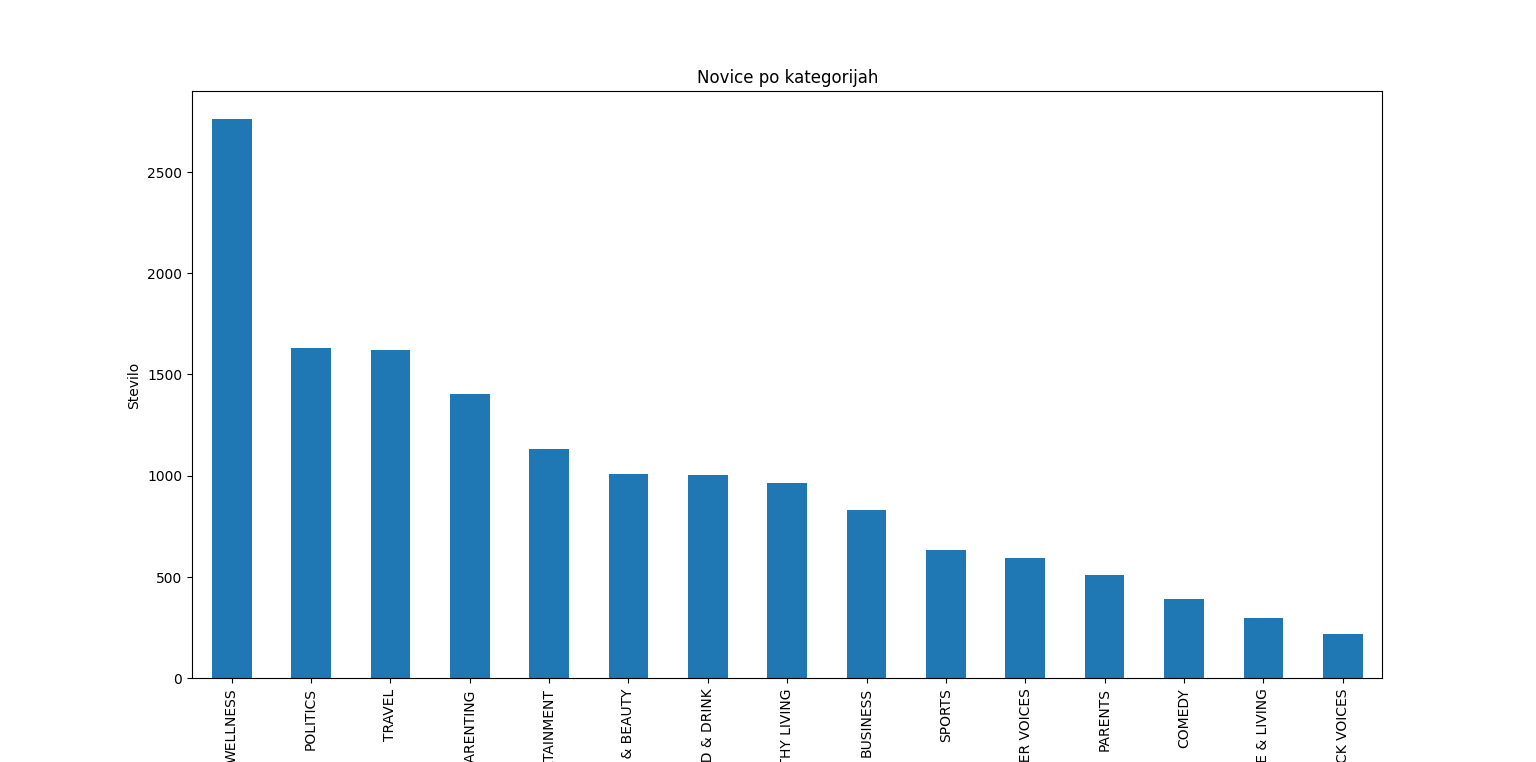 Novice po kategorijah
Stevilo
2500
2000
1500
1000
500
0
WELLNESS
POLITICS
TRAVEL
ARENTING
TAINMENT
& BEAUTY
D & DRINK
THY LIVING
BUSINESS
SPORTS
ER VOICES
PARENTS
COMEDY
E & LIVING
CK VOICES